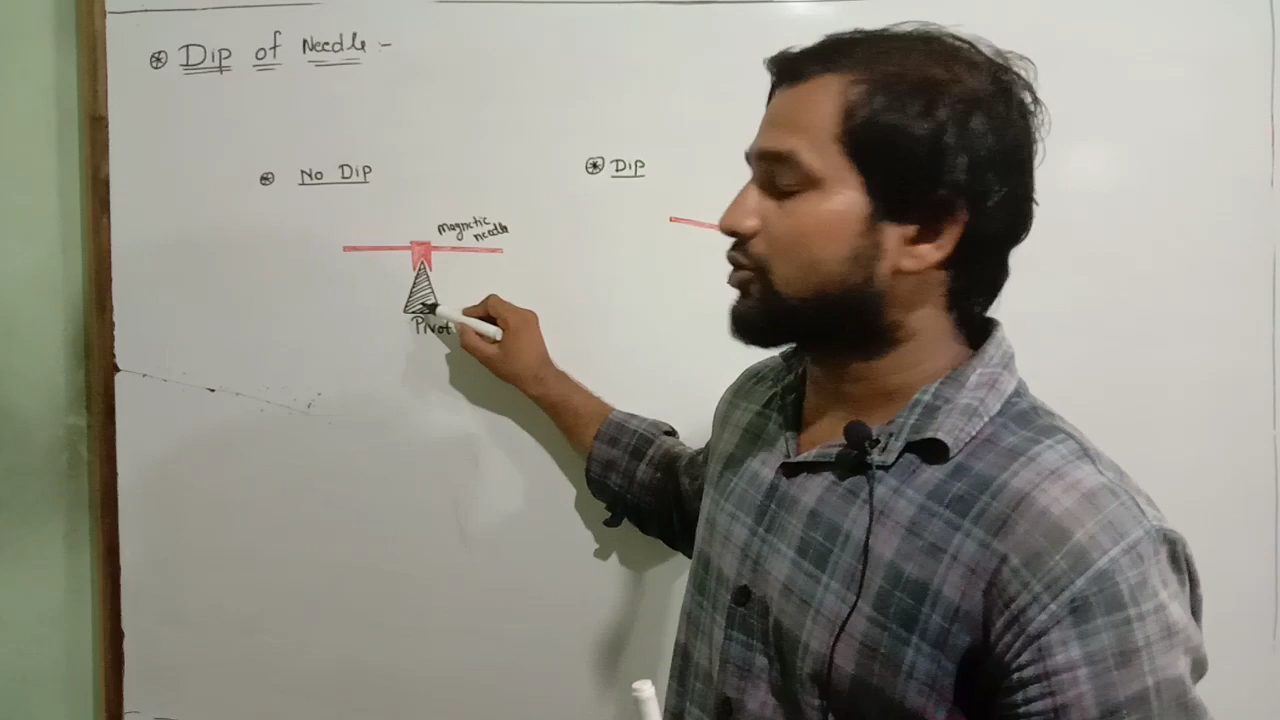 ⊛ Dip of Needle :-
⊛ No Dip
⊛ Dip
magnetic
needle
Pivot